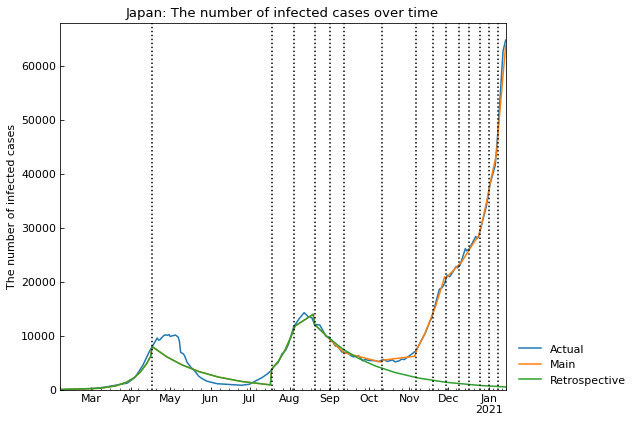 Japan: The number of infected cases over time
The number of infected cases
60000
50000
40000
30000
20000
10000
0
Mar Apr May Jun Jul Aug Sep Oct Nov Dec Jan
2021
Actual
Main
Retrospective